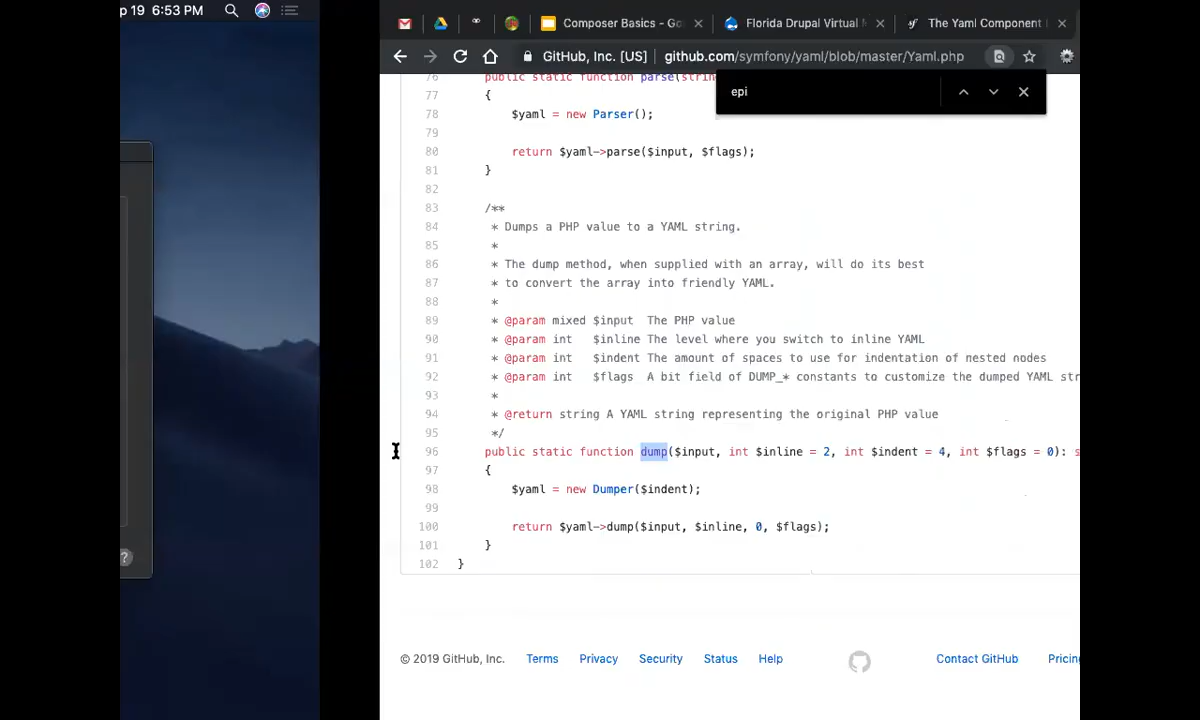 p 19 6:53 PM
Composer Basics - Go
Florida Drupal Virtual M
The Yaml Component
GitHub, Inc. [US] github.com/symfony/yaml/blob/master/Yaml.php
epi
76 public static function parse(strin
77 {
78 $yaml = new Parser();
79
80 return $yaml->parse($input, $flags);
81 }
82
83 /**
84 * Dumps a PHP value to a YAML string.
85 *
86 * The dump method, when supplied with an array, will do its best
87 * to convert the array into friendly YAML.
88 *
89 * @param mixed $input The PHP value
90 * @param int $inline The level where you switch to inline YAML
91 * @param int $indent The amount of spaces to use for indentation of nested nodes
92 * @param int $flags A bit field of DUMP_* constants to customize the dumped YAML str
93 *
94 * @return string A YAML string representing the original PHP value
95 */
96 public static function dump($input, int $inline = 2, int $indent = 4, int $flags = 0): s
97 {
98 $yaml = new Dumper($indent);
99
100 return $yaml->dump($input, $inline, 0, $flags);
101 }
102 }
?
© 2019 GitHub, Inc. Terms Privacy Security Status Help Contact GitHub Pricing